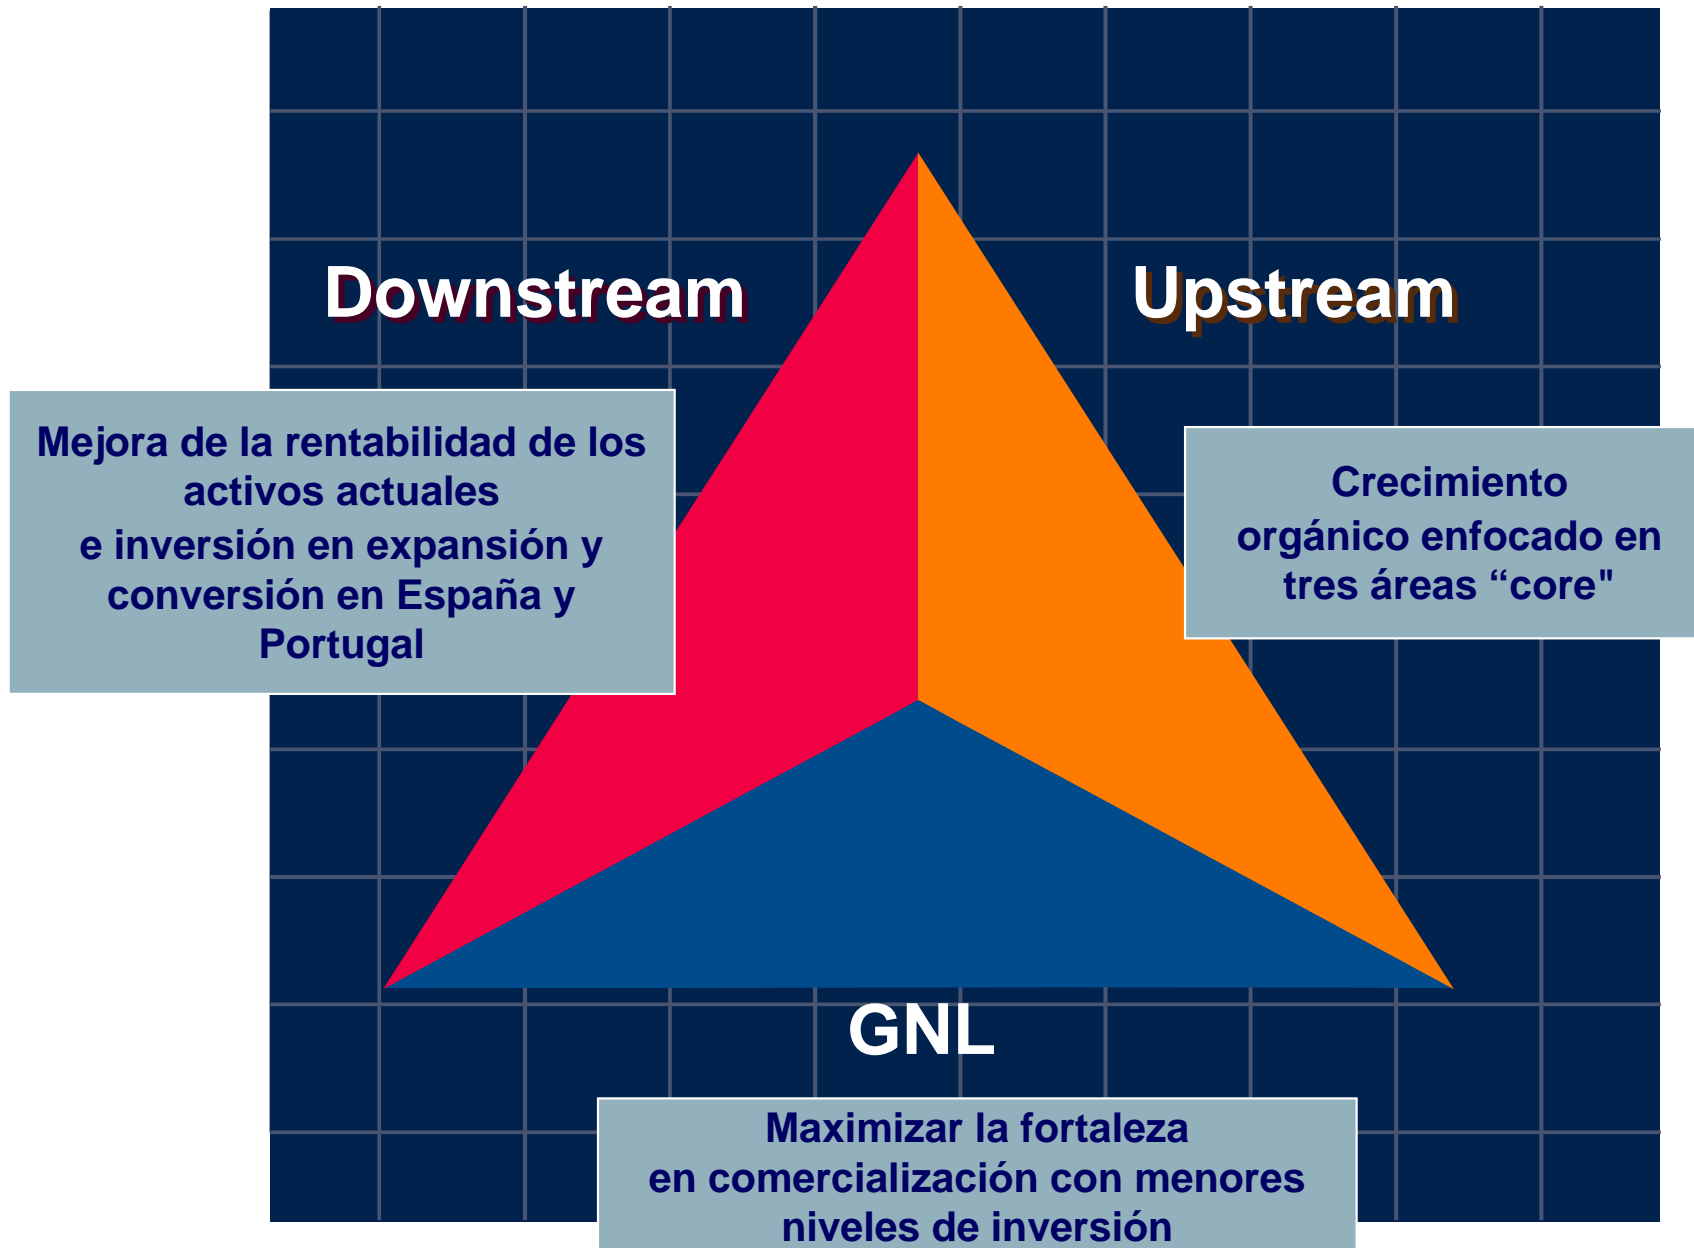 Downstream
Upstream
Mejora de la rentabilidad de los
activos actuales
e inversión en expansión y
conversión en España y
Portugal
Crecimiento
orgánico enfocado en
tres áreas “core"
GNL
Maximizar la fortaleza
en comercialización con menores
niveles de inversión